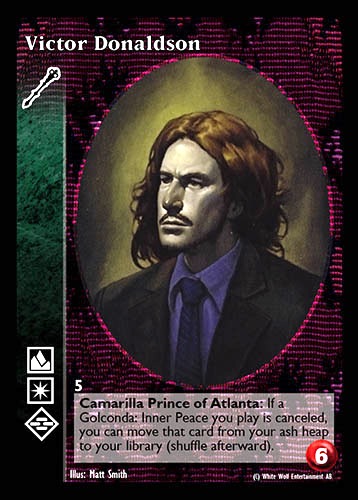 Victor Donaldson
5
Camarilla Prince of Atlanta: If a
Golconda: Inner Peace you play is canceled,
you can move that card from your ash heap
to your library (shuffle afterward).
6
Illus: Matt Smith
(C) White Wolf Entertainment AB